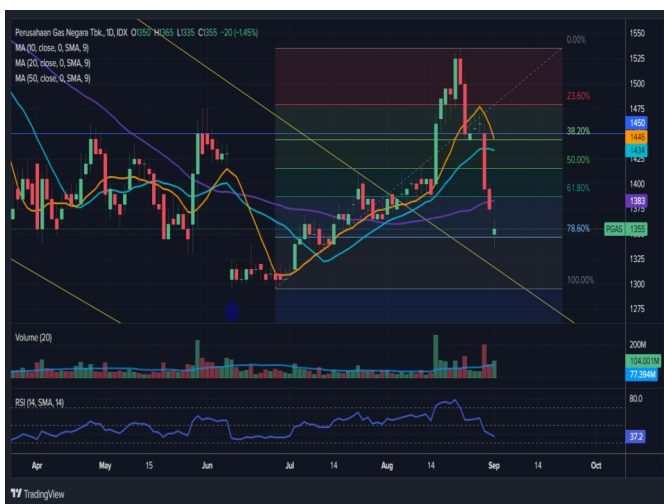 Perusahaan Gas Negara Tbk., 1D, IDX O1350 H1365 L1335 C1355 −20 (−1.45%)
MA (10, close, 0, SMA, 9)
MA (20, close, 0, SMA, 9)
MA (50, close, 0, SMA, 9)
0.00%
23.60%
38.20%
50.00%
61.80%
78.60%
100.00%
1550
1525
1500
1475
1450
1446
1434
1425
1400
1383
1375
PGAS 1355
1325
1300
1275
Volume (20)
200M
104.001M
77.394M
RSI (14, SMA, 14)
80.0
37.2
Apr May 15 Jun Jul 14 Aug 14 Sep 14 Oct
TradingView